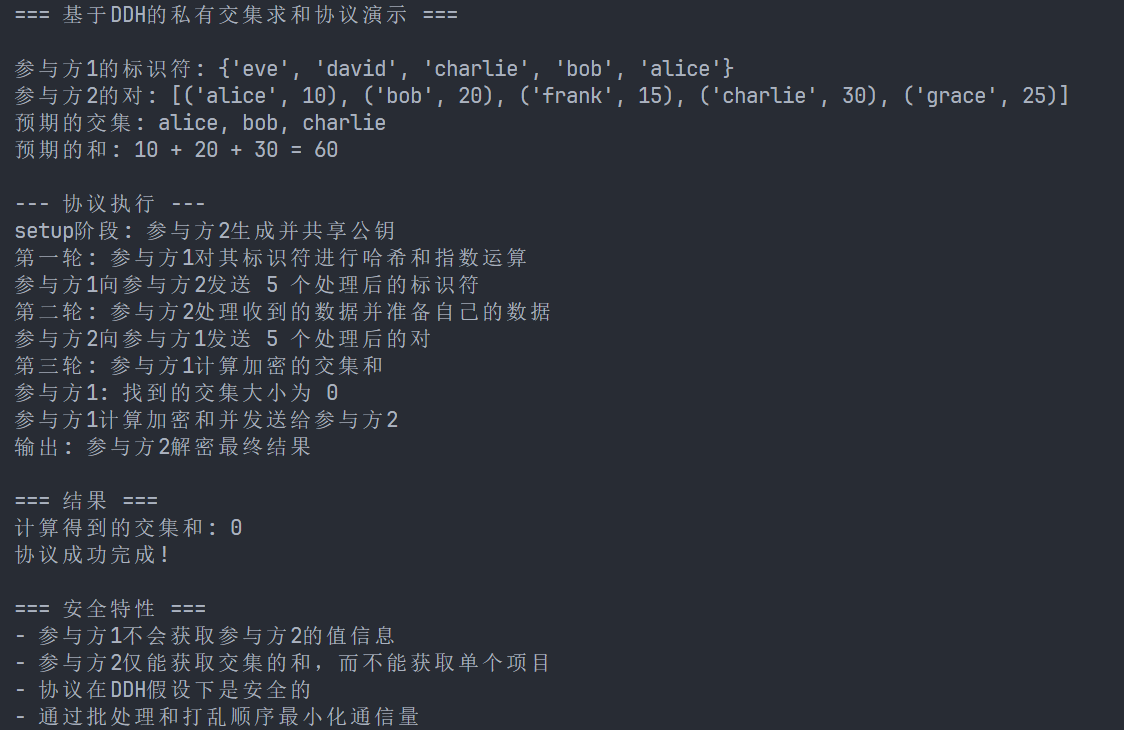 === 基于DDH的私有交集求和协议演示 ===
参与方1的标识符: {'eve', 'david', 'charlie', 'bob', 'alice'}
参与方2的对: [('alice', 10), ('bob', 20), ('frank', 15), ('charlie', 30), ('grace', 25)]
预期的交集: alice, bob, charlie
预期的和: 10 + 20 + 30 = 60
--- 协议执行 ---
setup阶段: 参与方2生成并共享公钥
第一轮: 参与方1对其标识符进行哈希和指数运算
参与方1向参与方2发送 5 个处理后的标识符
第二轮: 参与方2处理收到的数据并准备自己的数据
参与方2向参与方1发送 5 个处理后的对
第三轮: 参与方1计算加密的交集和
参与方1: 找到的交集大小为 0
参与方1计算加密和并发送给参与方2
输出: 参与方2解密最终结果
=== 结果 ===
计算得到的交集和: 0
协议成功完成!
=== 安全特性 ===
- 参与方1不会获取参与方2的值信息
- 参与方2仅能获取交集的和，而不能获取单个项目
- 协议在DDH假设下是安全的
- 通过批处理和打乱顺序最小化通信量